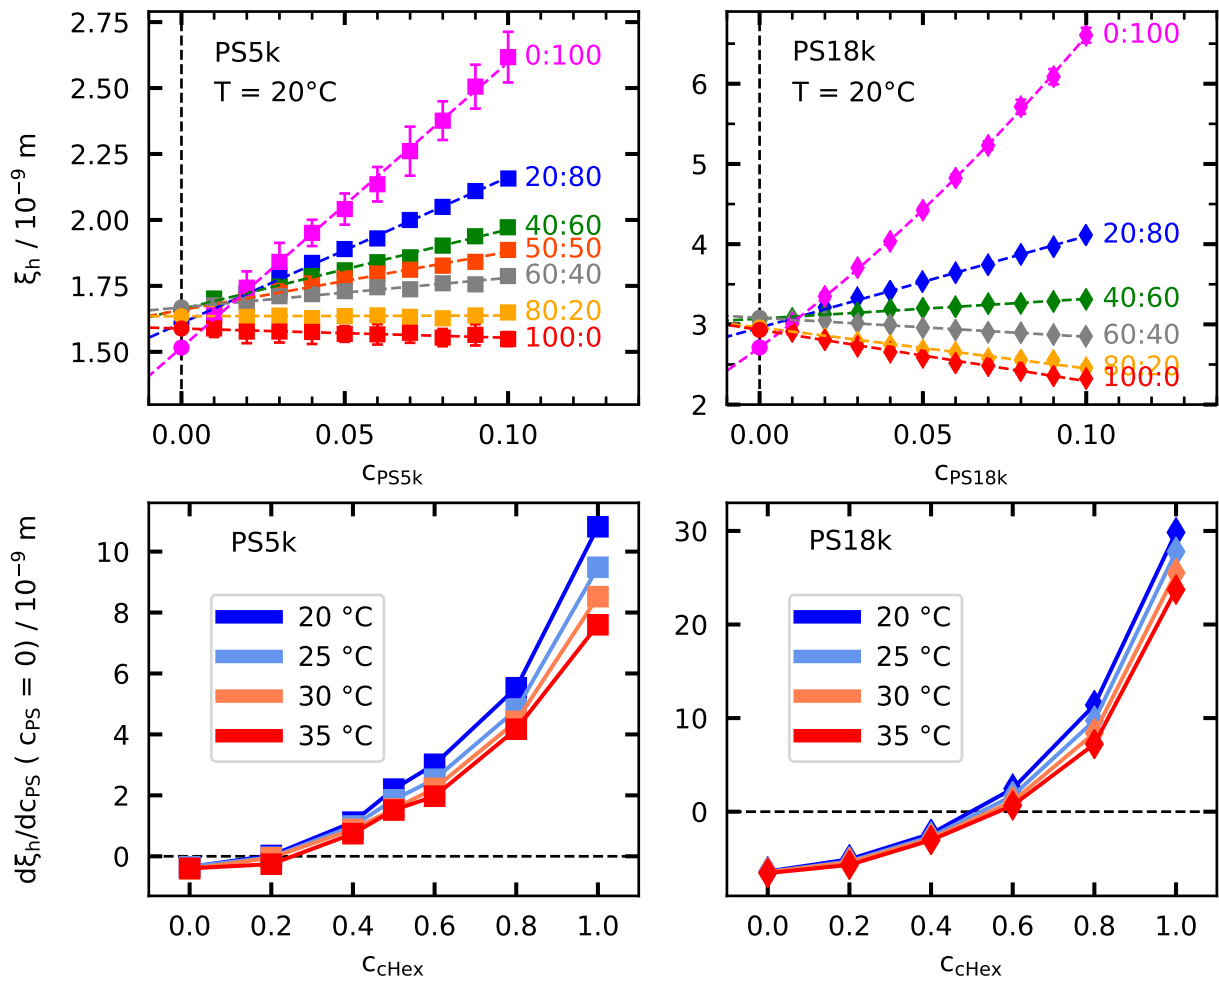 PS5k
T = 20°C
0:100
20:80
40:60
50:50
60:40
80:20
100:0
2.75
2.50
2.25
2.00
1.75
1.50
ξh / 10⁻⁹ m
0.00 0.05 0.10
cPS5k
PS18k
T = 20°C
0:100
20:80
40:60
60:40
80:20
100:0
6
5
4
3
2
0.00 0.05 0.10
cPS18k
PS5k
20 °C
25 °C
30 °C
35 °C
10
8
6
4
2
0
dξh/dcPS ( cPS = 0) / 10⁻⁹ m
0.0 0.2 0.4 0.6 0.8 1.0
ccHex
PS18k
20 °C
25 °C
30 °C
35 °C
30
20
10
0
0.0 0.2 0.4 0.6 0.8 1.0
ccHex